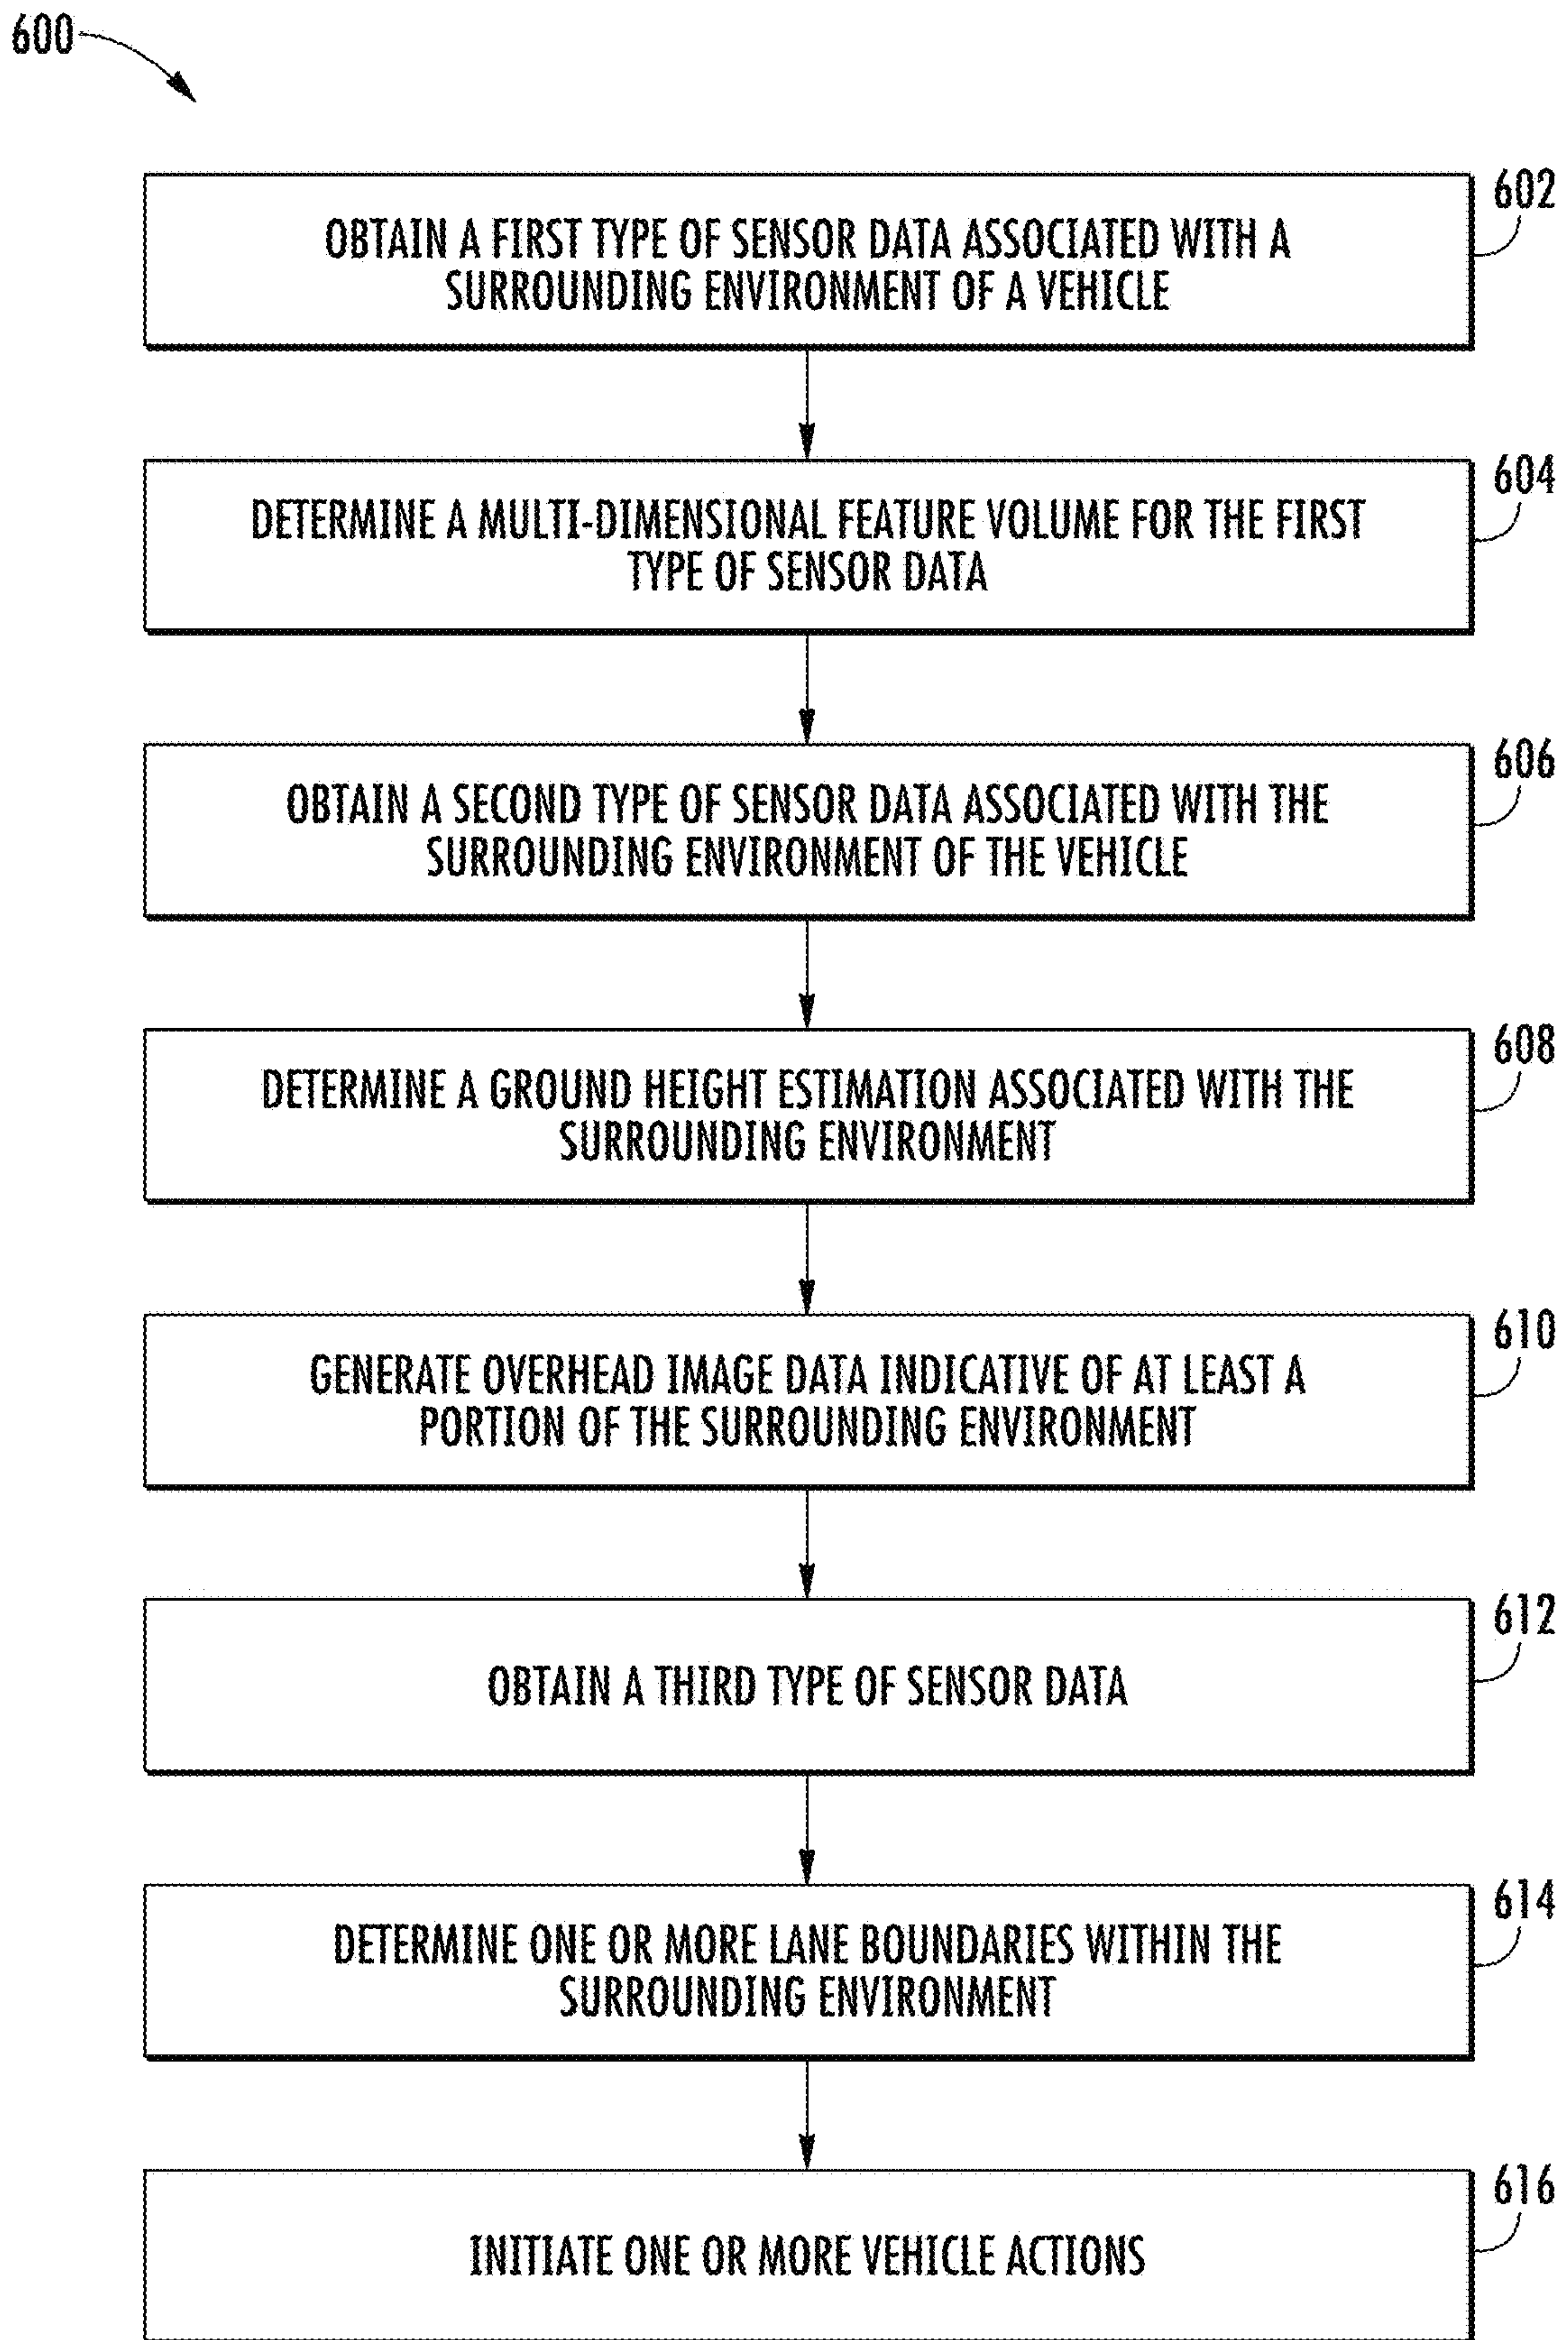 600
602
OBTAIN A FIRST TYPE OF SENSOR DATA ASSOCIATED WITH A
SURROUNDING ENVIRONMENT OF A VEHICLE
604
DETERMINE A MULTI-DIMENSIONAL FEATURE VOLUME FOR THE FIRST
TYPE OF SENSOR DATA
606
OBTAIN A SECOND TYPE OF SENSOR DATA ASSOCIATED WITH THE
SURROUNDING ENVIRONMENT OF THE VEHICLE
608
DETERMINE A GROUND HEIGHT ESTIMATION ASSOCIATED WITH THE
SURROUNDING ENVIRONMENT
610
GENERATE OVERHEAD IMAGE DATA INDICATIVE OF AT LEAST A
PORTION OF THE SURROUNDING ENVIRONMENT
612
OBTAIN A THIRD TYPE OF SENSOR DATA
614
DETERMINE ONE OR MORE LANE BOUNDARIES WITHIN THE
SURROUNDING ENVIRONMENT
616
INITIATE ONE OR MORE VEHICLE ACTIONS